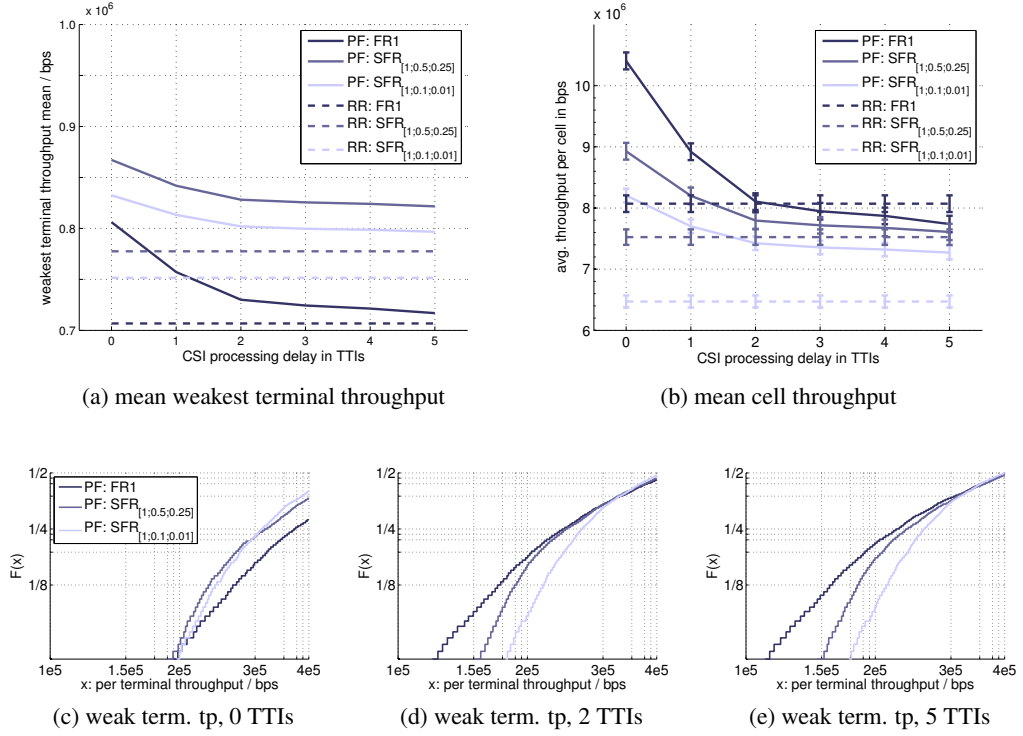 x 10^6
1.0
0.9
0.8
0.7
weakest terminal throughput mean / bps
0 1 2 3 4 5
CSI processing delay in TTIs
PF: FR1
PF: SFR[1;0.5;0.25]
PF: SFR[1;0.1;0.01]
RR: FR1
RR: SFR[1;0.5;0.25]
RR: SFR[1;0.1;0.01]
(a) mean weakest terminal throughput
x 10^6
10
9
8
7
6
avg. throughput per cell in bps
0 1 2 3 4 5
CSI processing delay in TTIs
PF: FR1
PF: SFR[1;0.5;0.25]
PF: SFR[1;0.1;0.01]
RR: FR1
RR: SFR[1;0.5;0.25]
RR: SFR[1;0.1;0.01]
(b) mean cell throughput
1/2
1/4
1/8
F(x)
PF: FR1
PF: SFR[1;0.5;0.25]
PF: SFR[1;0.1;0.01]
1e5 1.5e5 2e5 3e5 4e5
x: per terminal throughput / bps
(c) weak term. tp, 0 TTIs
1/2
1/4
1/8
F(x)
1e5 1.5e5 2e5 3e5 4e5
x: per terminal throughput / bps
(d) weak term. tp, 2 TTIs
1/2
1/4
1/8
F(x)
1e5 1.5e5 2e5 3e5 4e5
x: per terminal throughput / bps
(e) weak term. tp, 5 TTIs